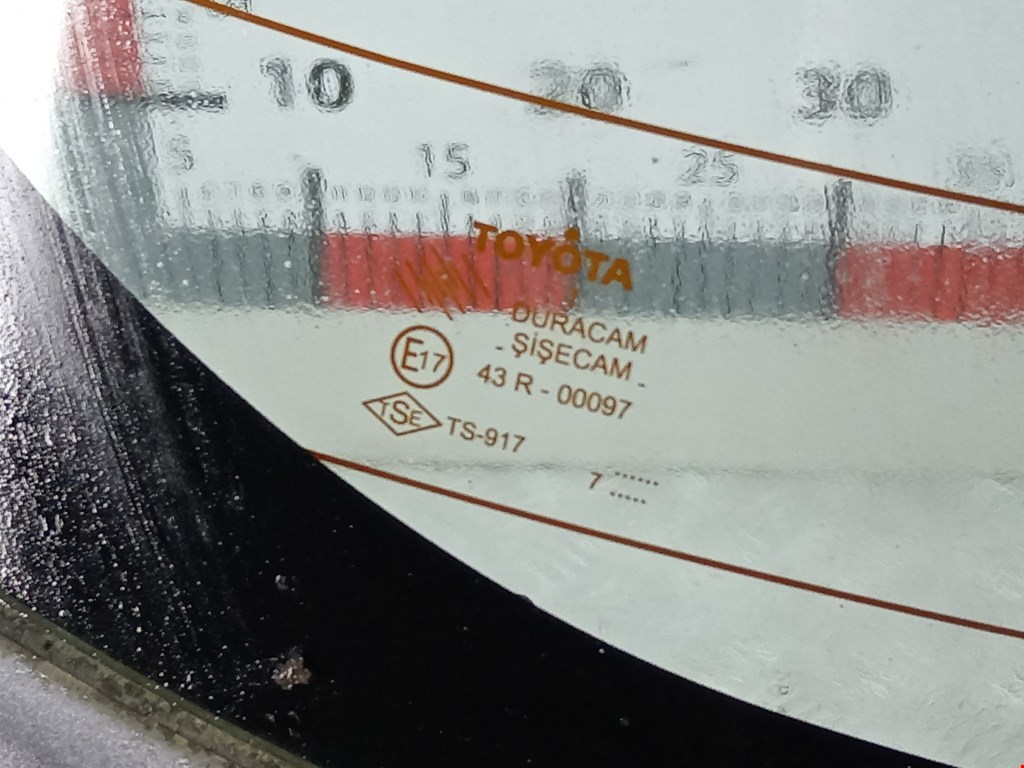 10 20 30
5 15 25
TOYOTA
DURACAM
- ŞİŞECAM -
E17
43 R - 00097
TSE
TS-917
7 ······
·····